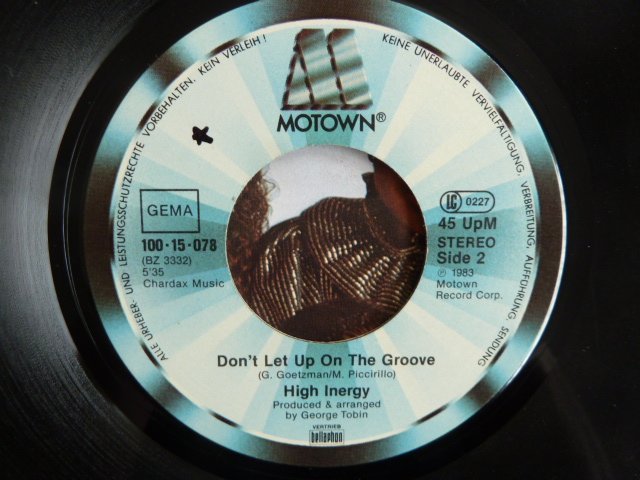 ALLE URHEBER- UND LEISTUNGSSCHUTZRECHTE VORBEHALTEN. KEIN VERLEIH! KEINE UNERLAUBTE VERVIELFÄLTIGUNG, VERBREITUNG, AUFFÜHRUNG, SENDUNG
MOTOWN®
GEMA
100·15·078
(BZ 3332)
5'35
Chardax Music
LC 0227
45 UpM
STEREO
Side 2
℗ 1983
Motown
Record Corp.
Don't Let Up On The Groove
(G. Goetzman/M. Piccirillo)
High Inergy
Produced & arranged
by George Tobin
VERTRIEB
bellaphon